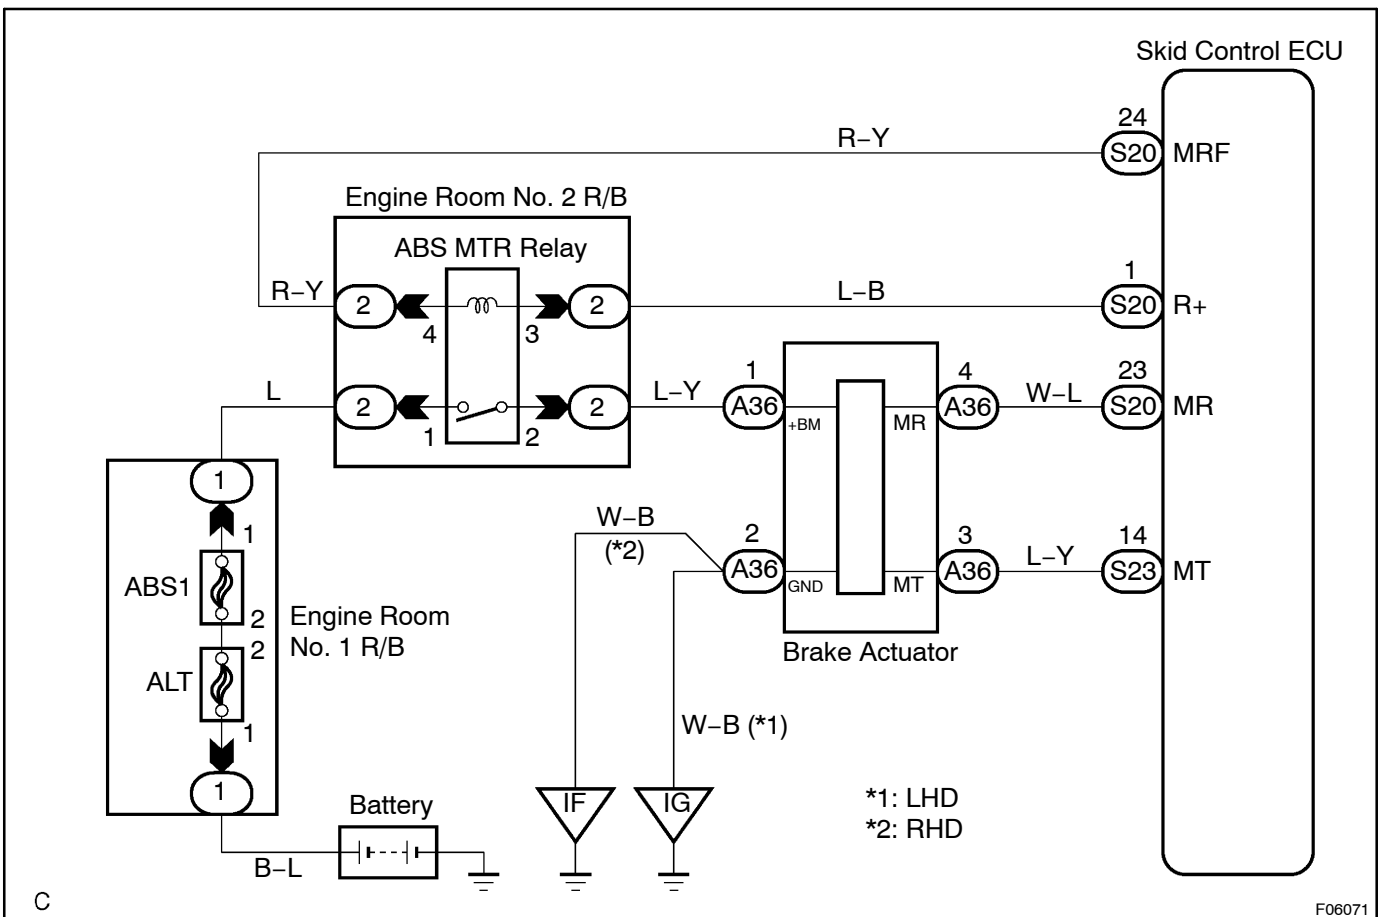 Skid Control ECU
24
R–Y
S20 MRF
Engine Room No. 2 R/B
ABS MTR Relay
1
R–Y
2
2
L–B
S20 R+
4
3
1
4
23
L
2
2
L–Y
A36
+BM
MR
A36
W–L
S20 MR
1
2
1
1
ABS1
2
Engine Room
No. 1 R/B
2
ALT
1
1
W–B
(*2)
2
3
14
A36
GND
MT
A36
L–Y
S23 MT
Brake Actuator
W–B (*1)
IF
IG
*1: LHD
*2: RHD
Battery
B–L
C
F06071